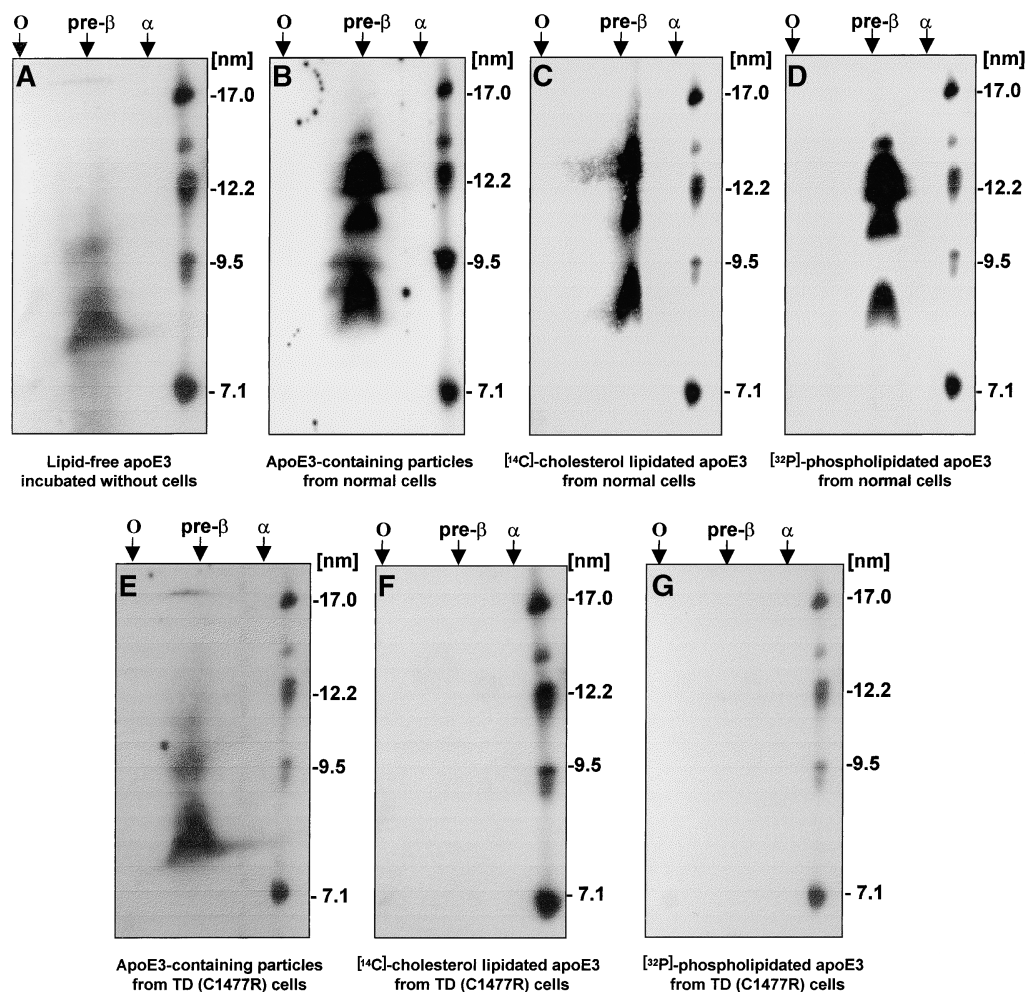 O pre-β α
O pre-β α
O pre-β α
O pre-β α
[nm]
[nm]
[nm]
[nm]
A
B
C
D
-17.0
-17.0
-17.0
-17.0
-12.2
-12.2
-12.2
-12.2
-9.5
-9.5
-9.5
-9.5
- 7.1
- 7.1
- 7.1
- 7.1
Lipid-free apoE3
incubated without cells
ApoE3-containing particles
from normal cells
[14C]-cholesterol lipidated apoE3
from normal cells
[32P]-phospholipidated apoE3
from normal cells
O pre-β α
O pre-β α
O pre-β α
[nm]
[nm]
[nm]
E
F
G
-17.0
-17.0
-17.0
-12.2
-12.2
-12.2
-9.5
-9.5
-9.5
- 7.1
- 7.1
- 7.1
ApoE3-containing particles
from TD (C1477R) cells
[14C]-cholesterol lipidated apoE3
from TD (C1477R) cells
[32P]-phospholipidated apoE3
from TD (C1477R) cells